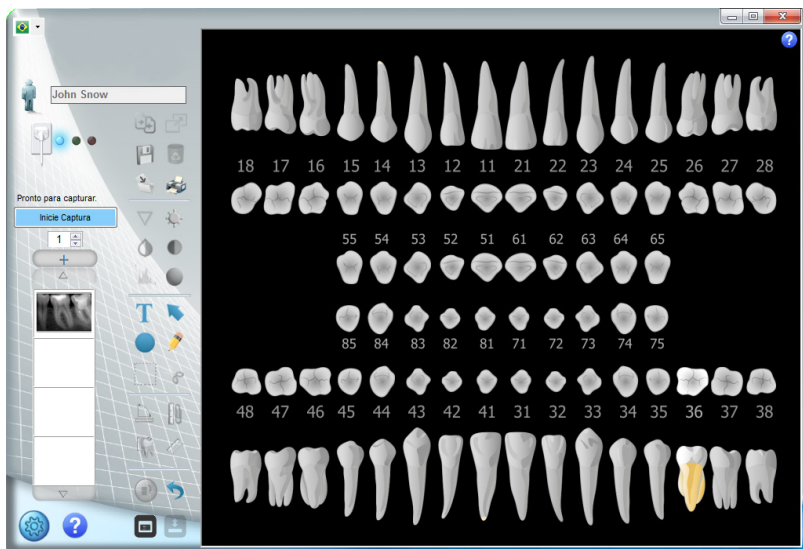 John Snow
Pronto para capturar.
Inicie Captura
1
18 17 16 15 14 13 12 11 21 22 23 24 25 26 27 28
55 54 53 52 51 61 62 63 64 65
85 84 83 82 81 71 72 73 74 75
48 47 46 45 44 43 42 41 31 32 33 34 35 36 37 38